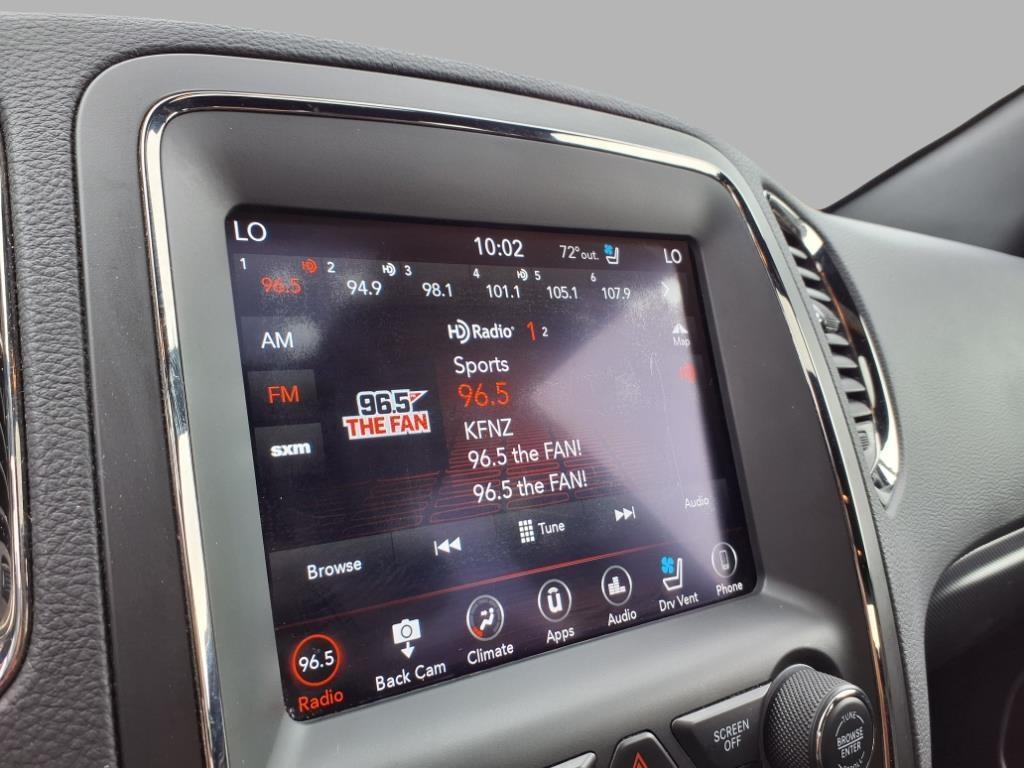 LO 10:02 72° out. LO
1 96.5 HD 2 94.9 HD 3 98.1 4 101.1 HD 5 105.1 6 107.9
AM
HD Radio 1 2
Map
Sports
FM
96.5
96.5 THE FAN
KFNZ
sxm
96.5 the FAN!
96.5 the FAN!
Audio
Browse
Tune
96.5
Radio
Back Cam
Climate
Apps
Audio
Drv Vent
Phone
SCREEN
OFF
TUNE
BROWSE
ENTER